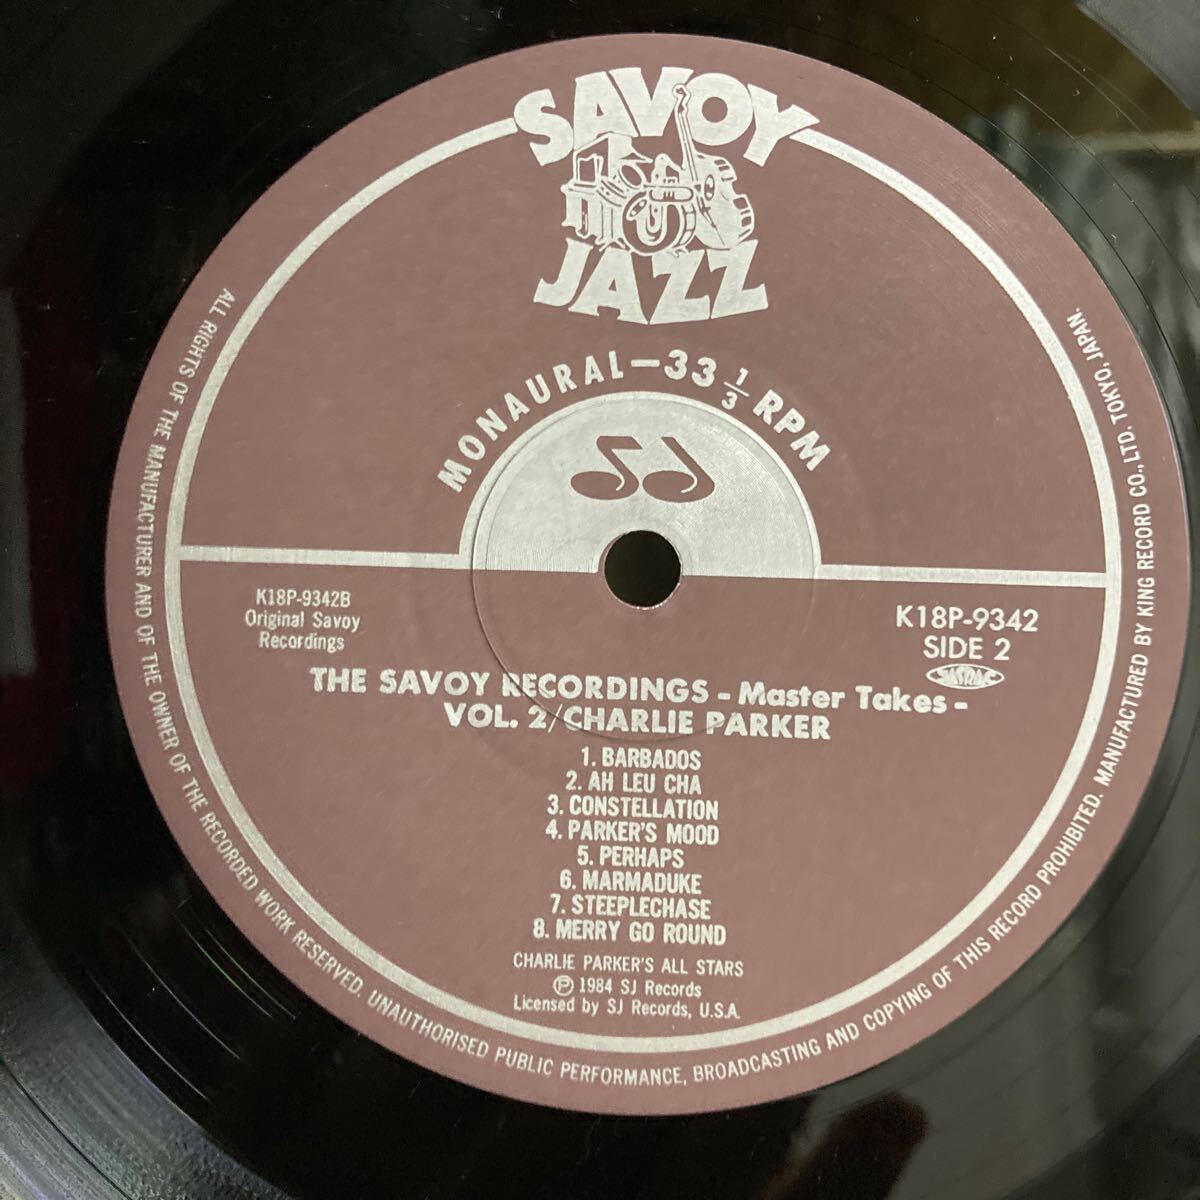 SAVOY
JAZZ
MONAURAL—33 1/3 RPM
K18P-9342B
Original Savoy
Recordings
K18P-9342
SIDE 2
JASRAC
THE SAVOY RECORDINGS - Master Takes -
VOL. 2/CHARLIE PARKER
1. BARBADOS
2. AH LEU CHA
3. CONSTELLATION
4. PARKER'S MOOD
5. PERHAPS
6. MARMADUKE
7. STEEPLECHASE
8. MERRY GO ROUND
CHARLIE PARKER'S ALL STARS
Ⓟ 1984 SJ Records
Licensed by SJ Records, U.S.A.
ALL RIGHTS OF THE MANUFACTURER AND OF THE OWNER OF THE RECORDED WORK RESERVED. UNAUTHORISED PUBLIC PERFORMANCE, BROADCASTING AND COPYING OF THIS RECORD PROHIBITED. MANUFACTURED BY KING RECORD CO., LTD. TOKYO, JAPAN.